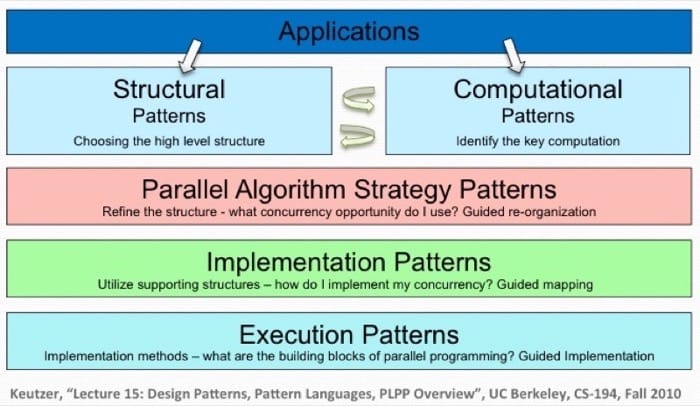 Applications
Structural
Patterns
Choosing the high level structure
Computational
Patterns
Identify the key computation
Parallel Algorithm Strategy Patterns
Refine the structure - what concurrency opportunity do I use? Guided re-organization
Implementation Patterns
Utilize supporting structures – how do I implement my concurrency? Guided mapping
Execution Patterns
Implementation methods – what are the building blocks of parallel programming? Guided Implementation
Keutzer, “Lecture 15: Design Patterns, Pattern Languages, PLPP Overview”, UC Berkeley, CS-194, Fall 2010